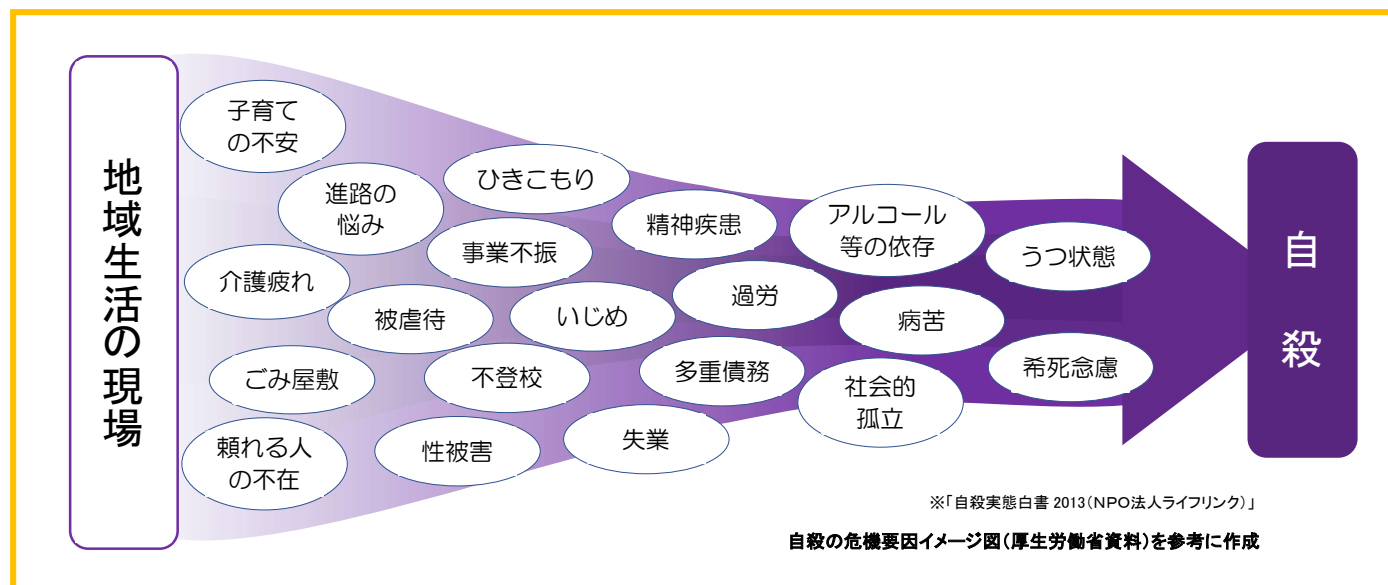 地域生活の現場
子育て
の不安
進路の
悩み
ひきこもり
介護疲れ
事業不振
精神疾患
アルコール
等の依存
うつ状態
被虐待
いじめ
過労
病苦
ごみ屋敷
不登校
多重債務
社会的
孤立
希死念慮
頼れる人
の不在
性被害
失業
自殺
※「自殺実態白書 2013(NPO法人ライフリンク)」
自殺の危機要因イメージ図(厚生労働省資料)を参考に作成